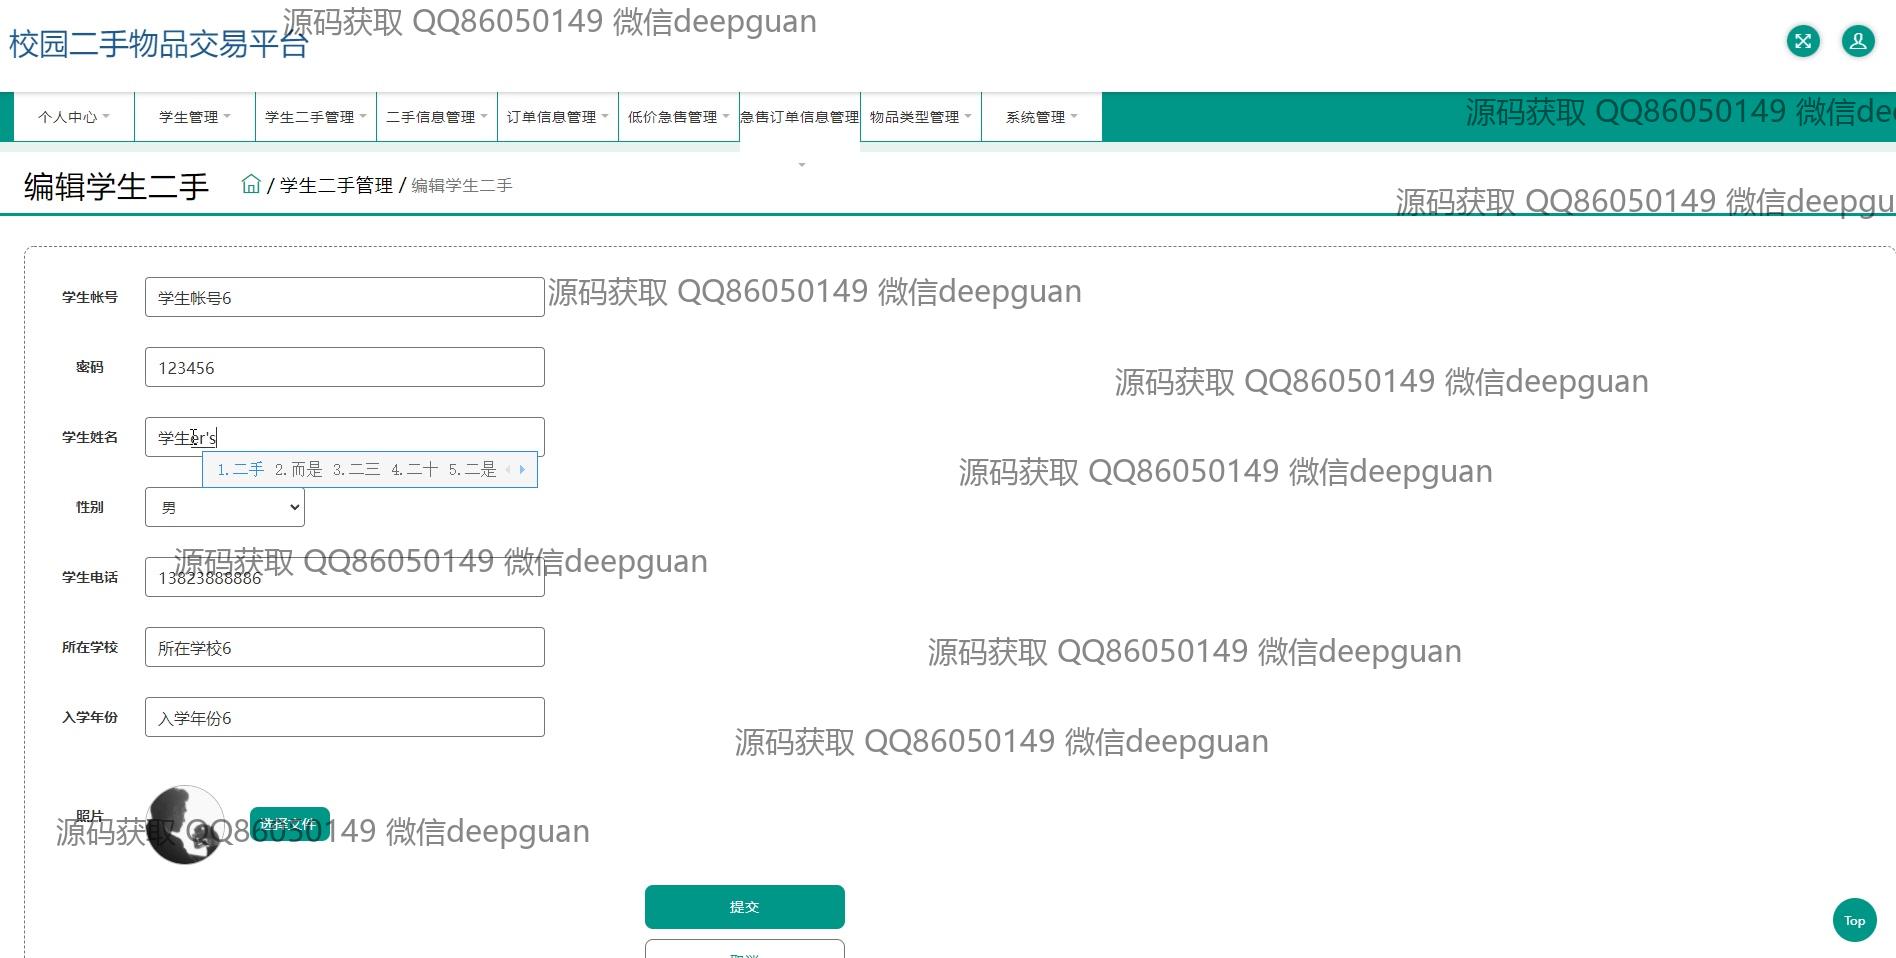 源码获取 QQ86050149 微信deepguan
校园二手物品交易平台
个人中心 学生管理 学生二手管理 二手信息管理 订单信息管理 低价急售管理 急售订单信息管理 物品类型管理 系统管理
源码获取 QQ86050149 微信dee
编辑学生二手 / 学生二手管理 / 编辑学生二手
源码获取 QQ86050149 微信deepgu
学生帐号 学生帐号6
源码获取 QQ86050149 微信deepguan
密码 123456
源码获取 QQ86050149 微信deepguan
学生姓名 学生er's
1.二手 2.而是 3.二三 4.二十 5.二是
源码获取 QQ86050149 微信deepguan
性别 男
源码获取 QQ86050149 微信deepguan
学生电话 13823888886
所在学校 所在学校6
源码获取 QQ86050149 微信deepguan
入学年份 入学年份6
源码获取 QQ86050149 微信deepguan
照片 选择文件
源码获取 QQ86050149 微信deepguan
提交
Top
取消